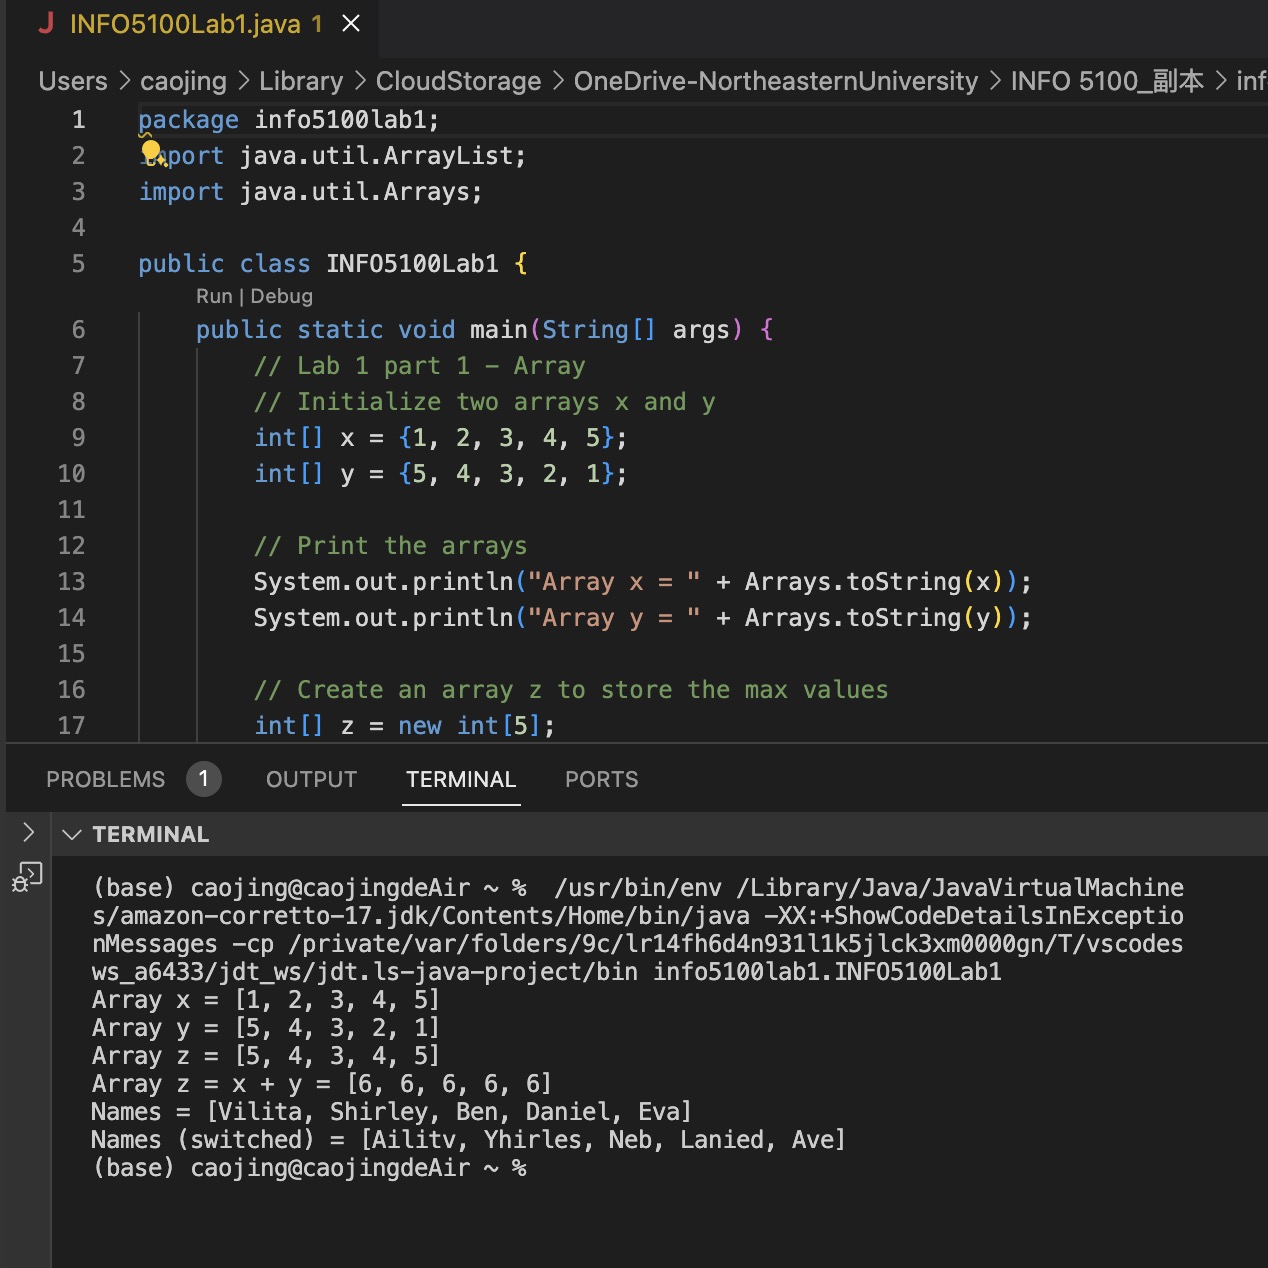 INFO5100Lab1.java 1
Users > caojing > Library > CloudStorage > OneDrive-NortheasternUniversity > INFO 5100_副本 > inf
1 package info5100lab1;
2 import java.util.ArrayList;
3 import java.util.Arrays;
4
5 public class INFO5100Lab1 {
Run | Debug
6 public static void main(String[] args) {
7 // Lab 1 part 1 - Array
8 // Initialize two arrays x and y
9 int[] x = {1, 2, 3, 4, 5};
10 int[] y = {5, 4, 3, 2, 1};
11
12 // Print the arrays
13 System.out.println("Array x = " + Arrays.toString(x));
14 System.out.println("Array y = " + Arrays.toString(y));
15
16 // Create an array z to store the max values
17 int[] z = new int[5];
PROBLEMS 1 OUTPUT TERMINAL PORTS
TERMINAL
(base) caojing@caojingdeAir ~ %  /usr/bin/env /Library/Java/JavaVirtualMachine
s/amazon-corretto-17.jdk/Contents/Home/bin/java -XX:+ShowCodeDetailsInExceptio
nMessages -cp /private/var/folders/9c/lr14fh6d4n931l1k5jlck3xm0000gn/T/vscodes
ws_a6433/jdt_ws/jdt.ls-java-project/bin info5100lab1.INFO5100Lab1
Array x = [1, 2, 3, 4, 5]
Array y = [5, 4, 3, 2, 1]
Array z = [5, 4, 3, 4, 5]
Array z = x + y = [6, 6, 6, 6, 6]
Names = [Vilita, Shirley, Ben, Daniel, Eva]
Names (switched) = [Ailitv, Yhirles, Neb, Lanied, Ave]
(base) caojing@caojingdeAir ~ %